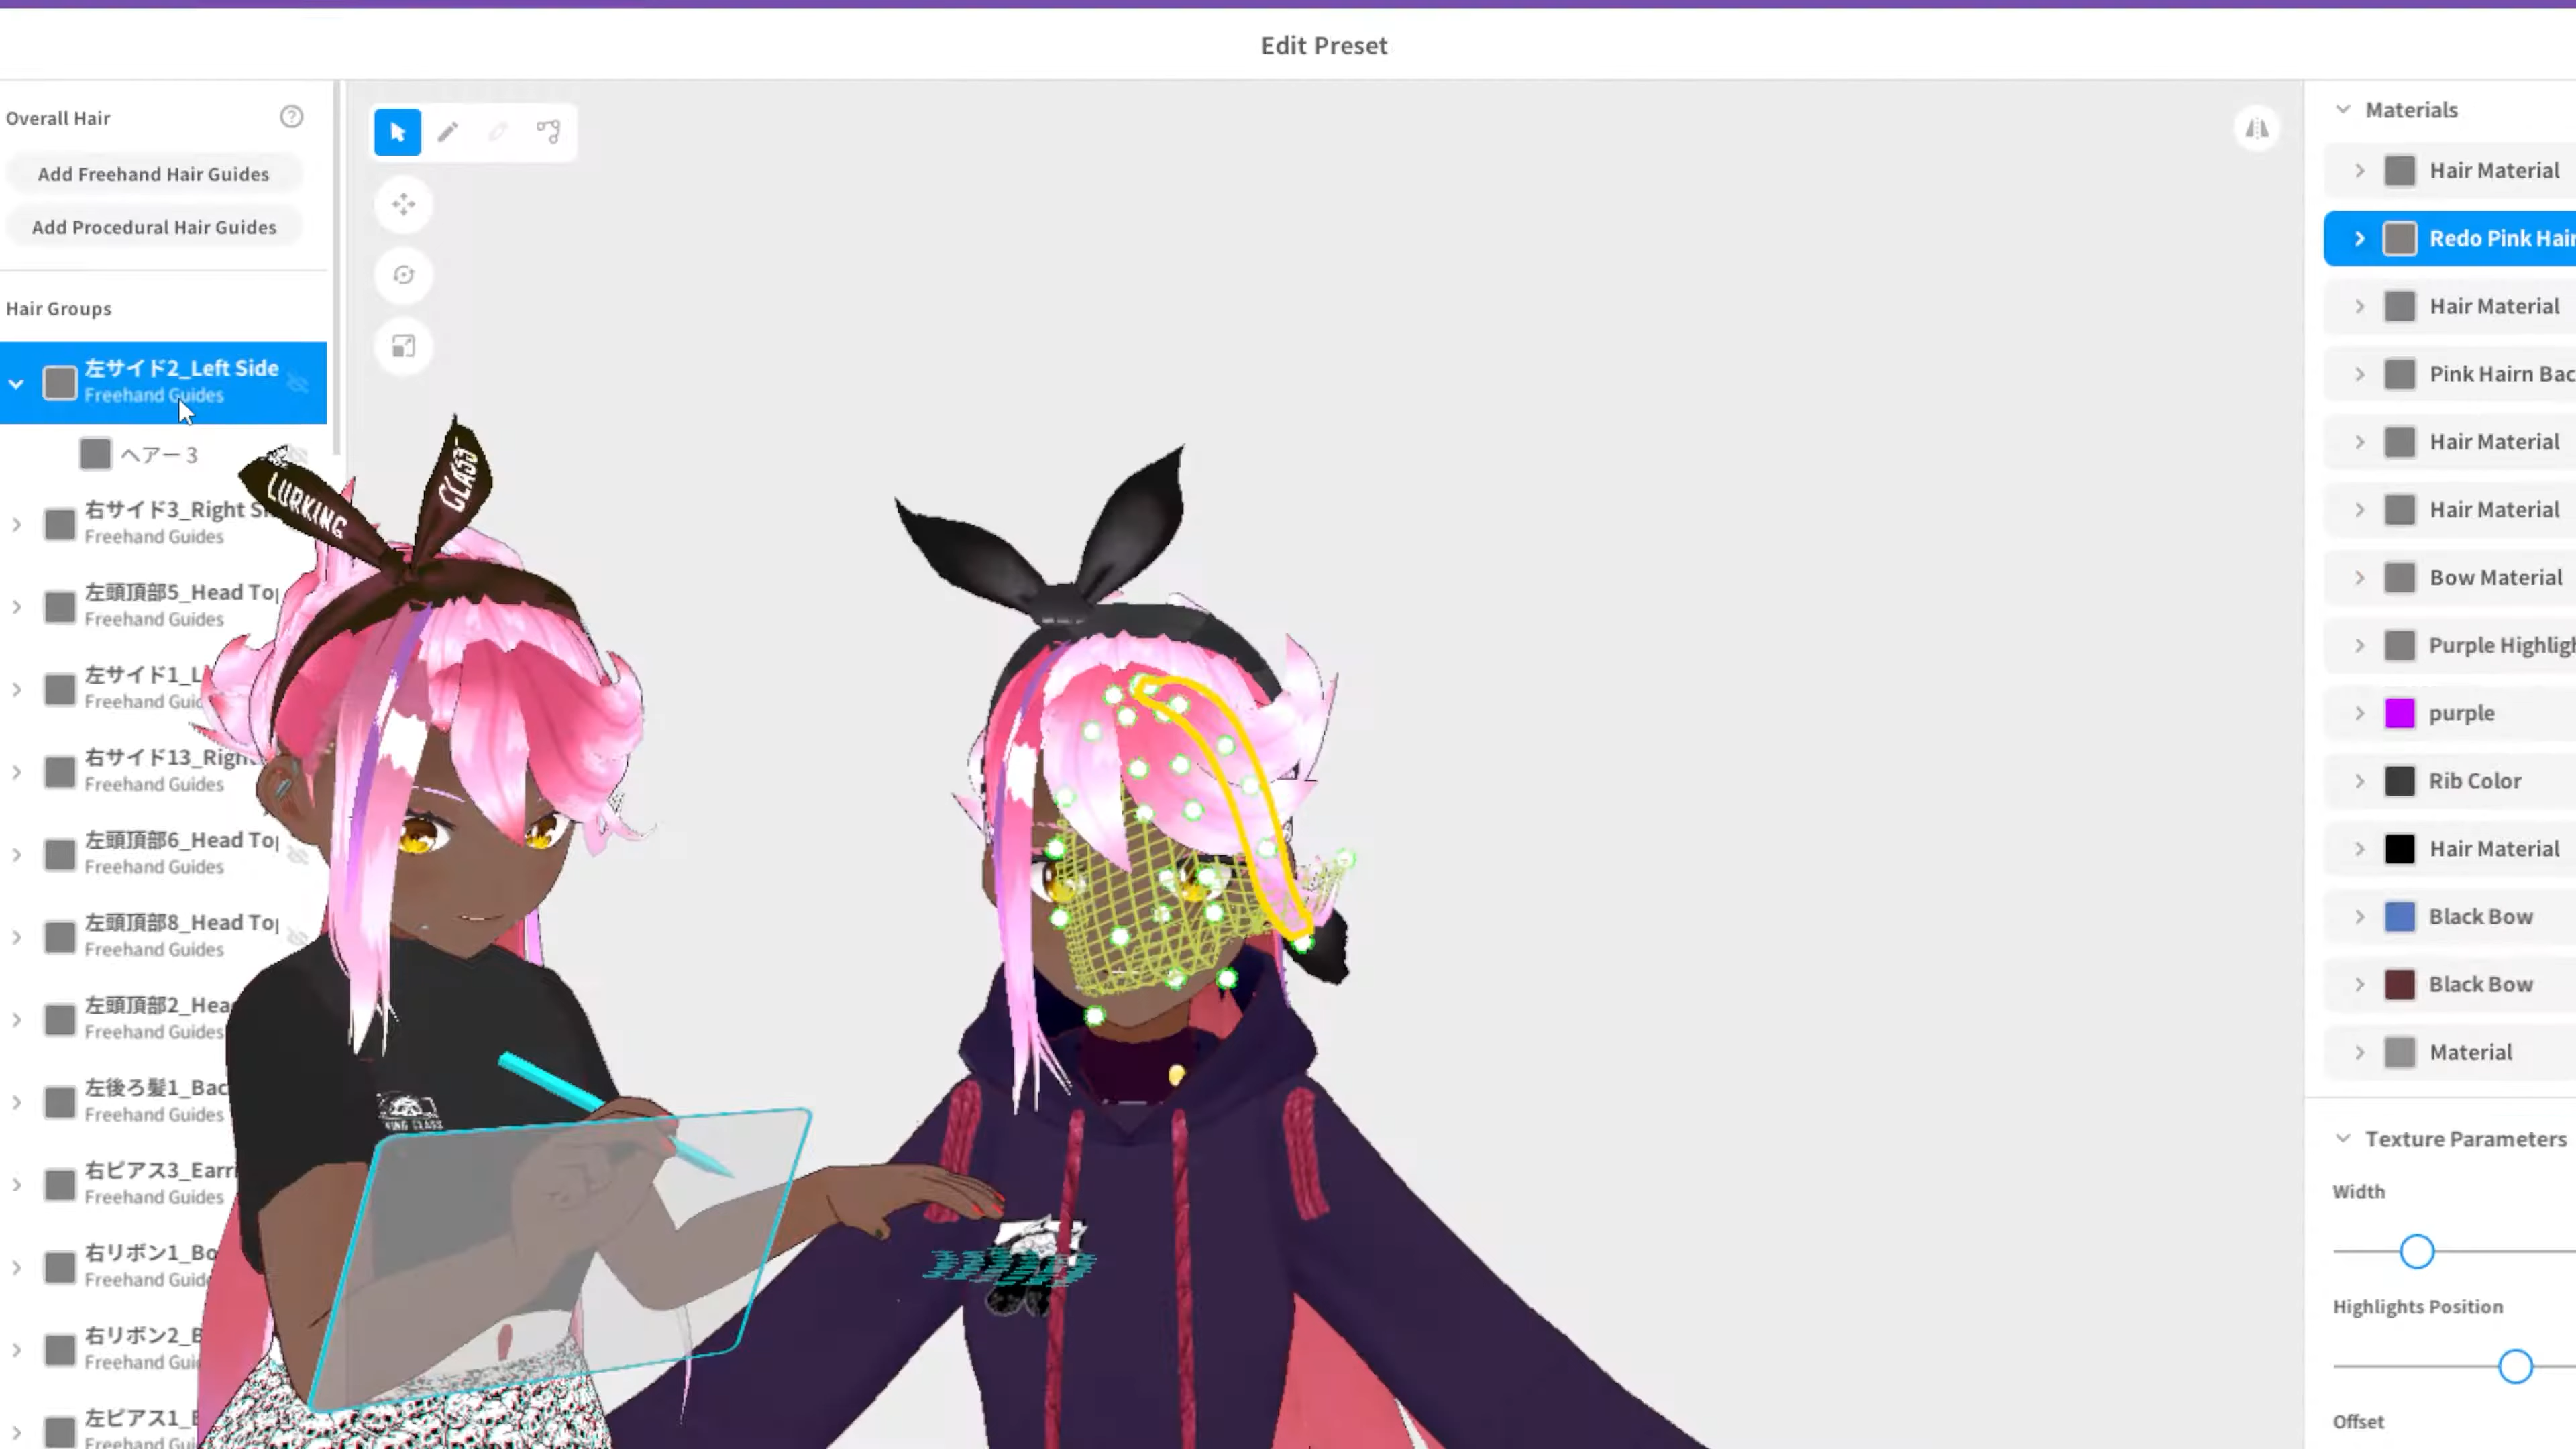 Edit Preset
Overall Hair
Add Freehand Hair Guides
Add Procedural Hair Guides
Hair Groups
左サイド2_Left Side
Freehand Guides
ヘアー 3
右サイド3_Right
Freehand Guides
左頭頂部5_Head
Freehand Guides
左サイド1_L
Freehand
右サイド13_Righ
Freehand Guides
左頭頂部6_Head
Freehand Guides
左頭頂部8_Head
Freehand Guides
左頭頂部2_Hea
Freehand Guides
左後ろ髪1_Bac
Freehand Guides
右ピアス3_Earri
Freehand Guides
右リボン1_Bo
Freehand Guide
右リボン2_B
Freehand
左ピアス1_E
Freehand
LURKING
CLASS
Materials
Hair Material
Redo Pink Hair
Hair Material
Pink Hairn Bac
Hair Material
Hair Material
Bow Material
Purple Highligh
purple
Rib Color
Hair Material
Black Bow
Black Bow
Material
Texture Parameters
Width
Highlights Position
Offset